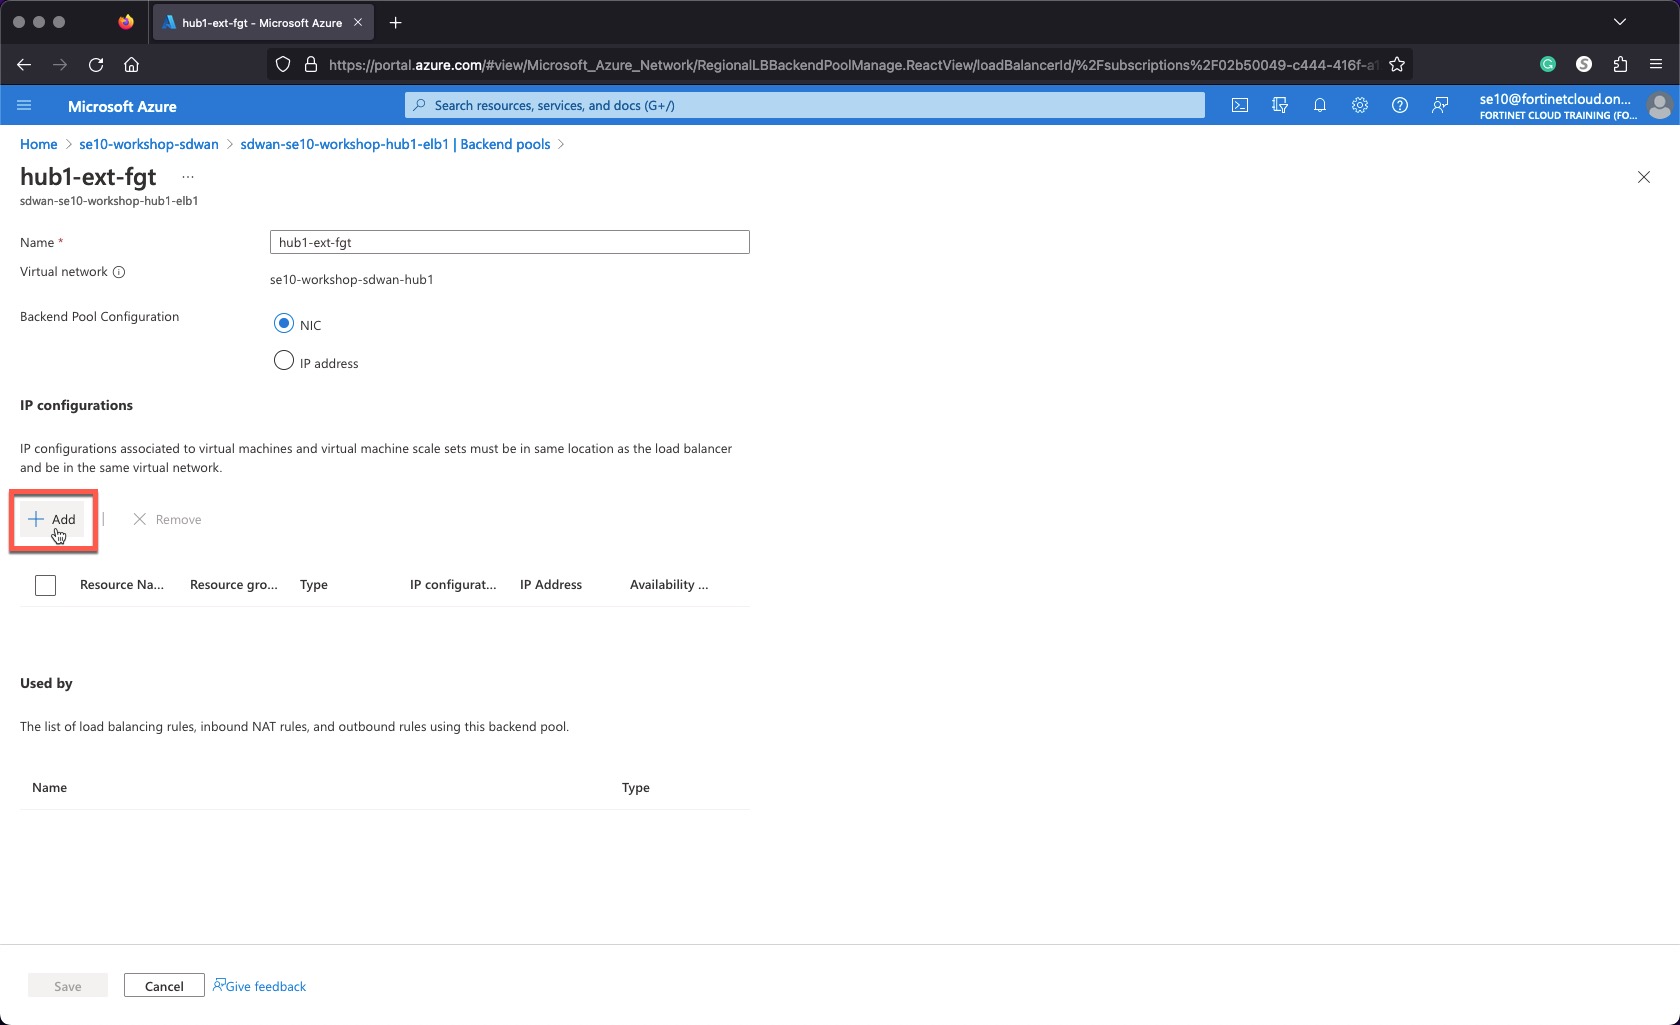 hub1-ext-fgt - Microsoft Azure
https://portal.azure.com/#view/Microsoft_Azure_Network/RegionalLBBackendPoolManage.ReactView/loadBalancerId/%2Fsubscriptions%2F02b50049-c444-416f-a1
Microsoft Azure
Search resources, services, and docs (G+/)
se10@fortinetcloud.on...
FORTINET CLOUD TRAINING (FO...
Home > se10-workshop-sdwan > sdwan-se10-workshop-hub1-elb1 | Backend pools >
hub1-ext-fgt ...
sdwan-se10-workshop-hub1-elb1
Name * hub1-ext-fgt
Virtual network
se10-workshop-sdwan-hub1
Backend Pool Configuration
NIC
IP address
IP configurations
IP configurations associated to virtual machines and virtual machine scale sets must be in same location as the load balancer
and be in the same virtual network.
Add | Remove
Resource Na... Resource gro... Type IP configurat... IP Address Availability ...
Used by
The list of load balancing rules, inbound NAT rules, and outbound rules using this backend pool.
Name Type
Save Cancel Give feedback